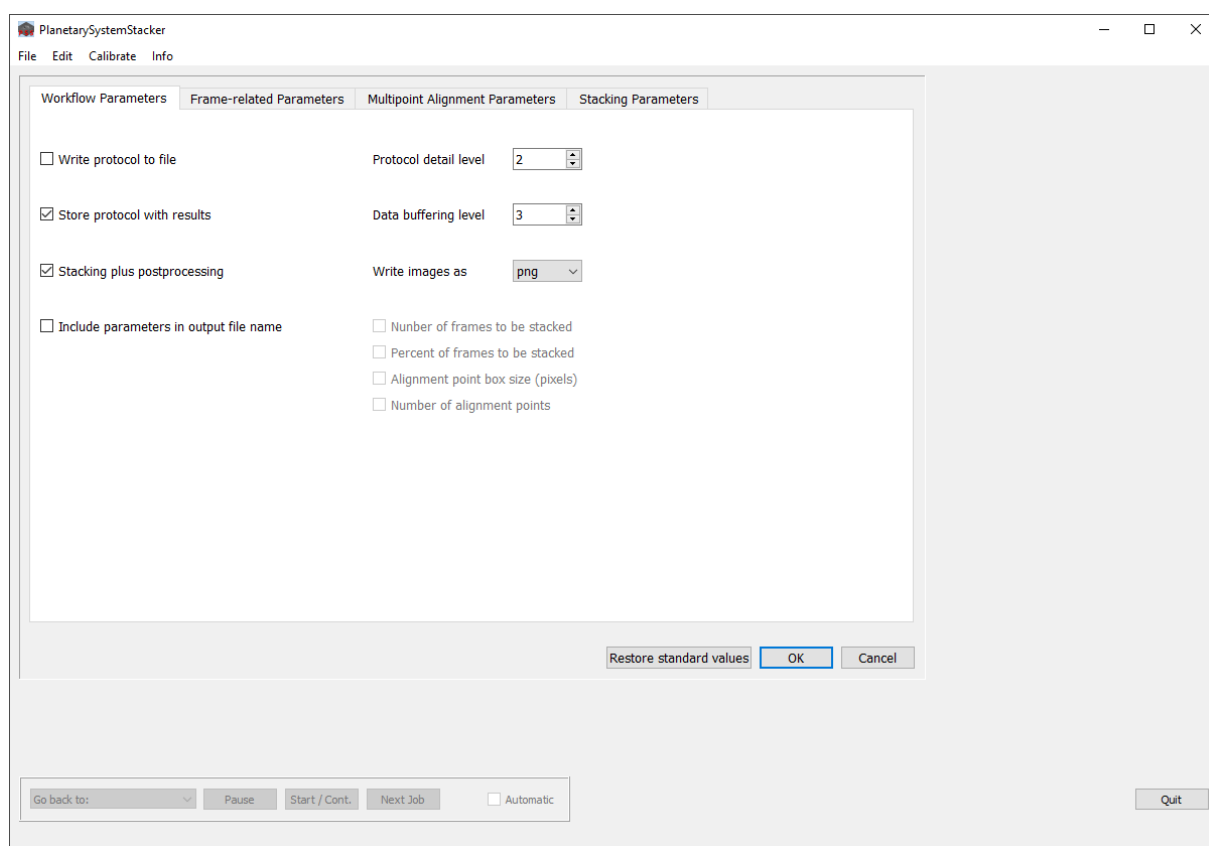 PlanetarySystemStacker
File Edit Calibrate Info
Workflow Parameters Frame-related Parameters Multipoint Alignment Parameters Stacking Parameters
Write protocol to file Protocol detail level 2
Store protocol with results Data buffering level 3
Stacking plus postprocessing Write images as png
Include parameters in output file name Nunber of frames to be stacked
Percent of frames to be stacked
Alignment point box size (pixels)
Number of alignment points
Restore standard values OK Cancel
Go back to: Pause Start / Cont. Next Job Automatic Quit